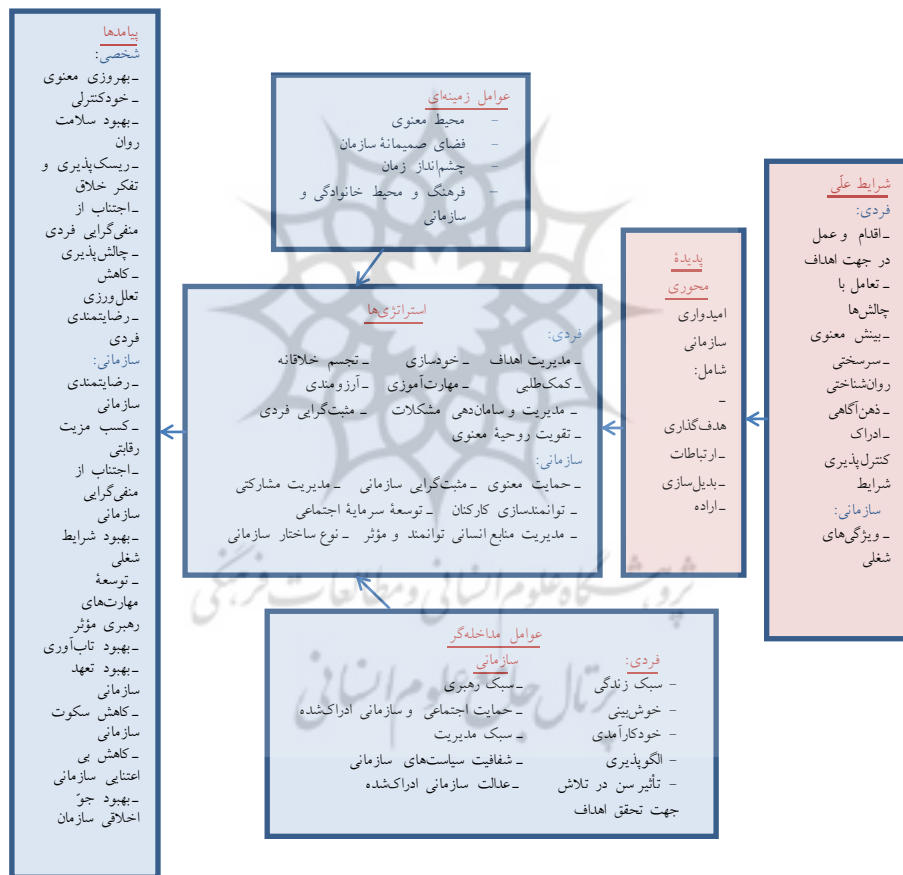 شرایط علّی
فردی:
ـ اقدام و عمل
در جهت اهداف
ـ تعامل با
چالش‌ها
ـ بینش معنوی
ـ سرسختی
روان‌شناختی
ـ ذهن‌آگاهی
ـ ادراک
کنترل‌پذیری
شرایط
سازمانی:
ـ ویژگی‌های
شغلی
پدیدۀ
محوری
امیدواری
سازمانی
شامل:
ـ
هدف‌گذاری
ـ ارتباطات
ـ بدیل‌سازی
ـ اراده
عوامل زمینه‌ای
- محیط معنوی
- فضای صمیمانۀ سازمان
- چشم‌انداز زمان
- فرهنگ و محیط خانوادگی و
سازمانی
استراتژی‌ها
فردی:
ـ مدیریت اهداف ـ خودسازی ـ تجسم خلاقانه
ـ کمک‌طلبی ـ مهارت‌آموزی ـ آرزومندی
ـ مدیریت و سامان‌دهی مشکلات ـ مثبت‌گرایی فردی
ـ تقویت روحیۀ معنوی
سازمانی:
ـ حمایت معنوی ـ مثبت‌گرایی سازمانی ـ مدیریت مشارکتی
ـ توانمندسازی کارکنان ـ توسعۀ سرمایۀ اجتماعی
ـ مدیریت منابع انسانی توانمند و مؤثر ـ نوع ساختار سازمانی
عوامل مداخله‌گر
فردی:
- سبک زندگی
- خوش‌بینی
- خودکارآمدی
- الگوپذیری
- تأثیر سن در تلاش
جهت تحقق اهداف
سازمانی
ـ سبک رهبری
ـ حمایت اجتماعی و سازمانی ادراک‌شده
ـ سبک مدیریت
ـ شفافیت سیاست‌های سازمانی
ـ عدالت سازمانی ادراک‌شده
پیامدها
شخصی:
ـ بهروزی معنوی
ـ خودکنترلی
ـ بهبود سلامت
روان
ـ ریسک‌پذیری و
تفکر خلاق
ـ اجتناب از
منفی‌گرایی فردی
ـ چالش‌پذیری
ـ کاهش
تعلل‌ورزی
ـ رضایتمندی
فردی
سازمانی:
ـ رضایتمندی
سازمانی
ـ کسب مزیت
رقابتی
ـ اجتناب از
منفی‌گرایی
سازمانی
ـ بهبود شرایط
شغلی
ـ توسعۀ
مهارت‌های
رهبری مؤثر
ـ بهبود تاب‌آوری
ـ بهبود تعهد
سازمانی
ـ کاهش سکوت
سازمانی
ـ کاهش بی
اعتنایی سازمانی
ـ بهبود جوّ
اخلاقی سازمان
پژوهشگاه علوم انسانی و مطالعات فرهنگی
پرتال جامع علوم انسانی